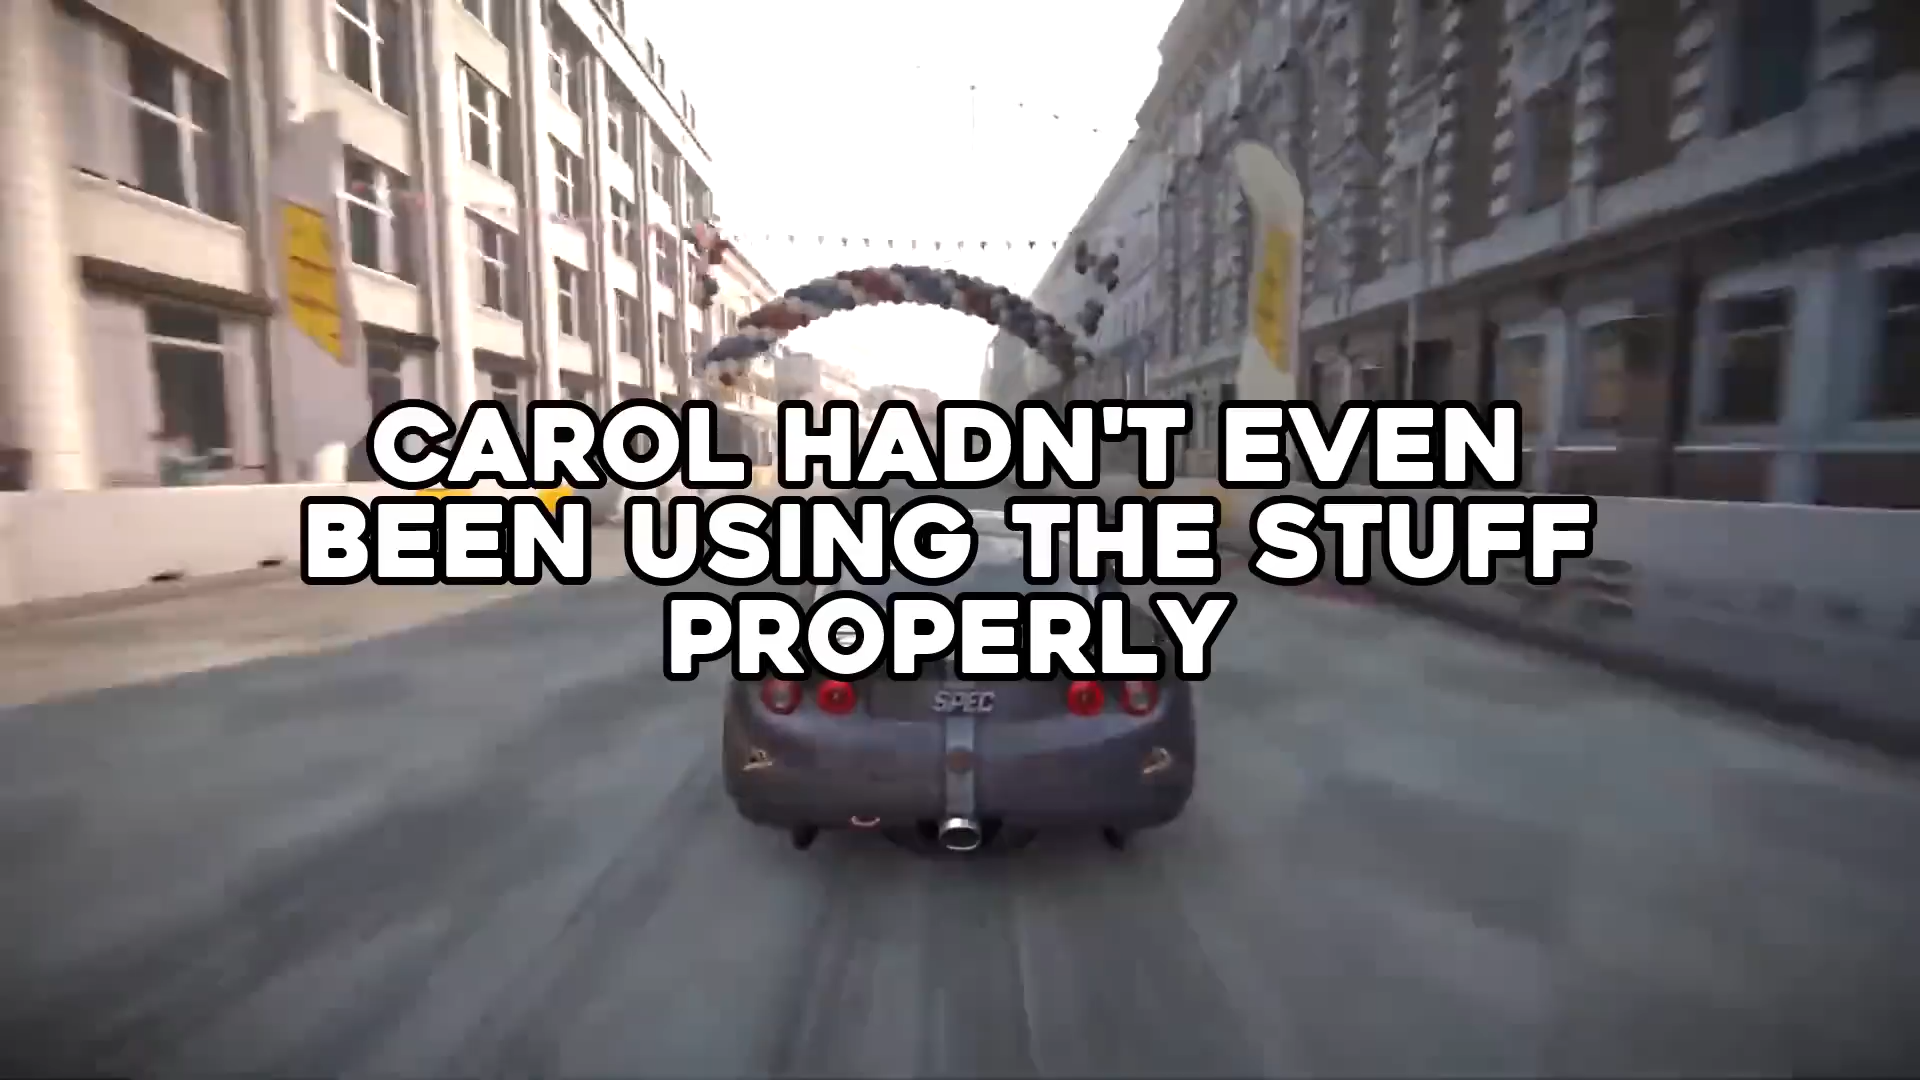 CAROL HADN'T EVEN
BEEN USING THE STUFF
PROPERLY
SPEC